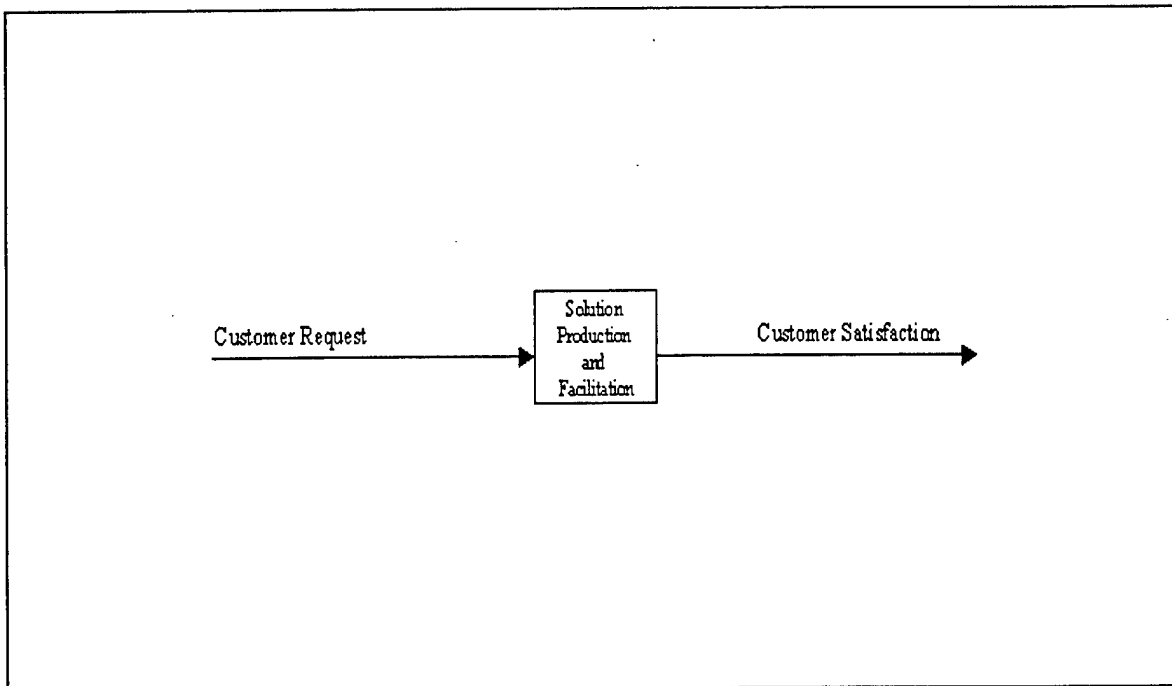 Customer Request
Solution
Production
and
Facilitation
Customer Satisfaction